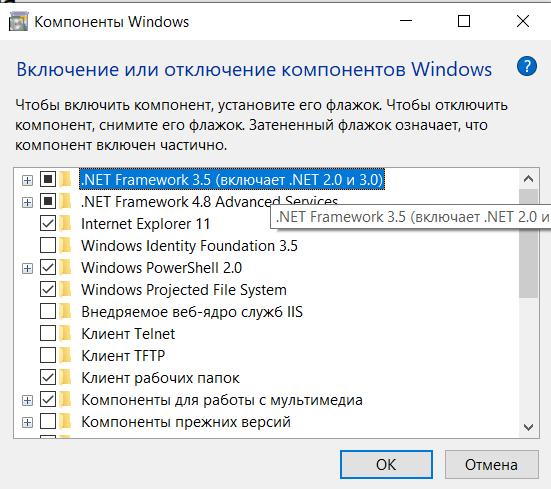 Компоненты Windows
Включение или отключение компонентов Windows
?
Чтобы включить компонент, установите его флажок. Чтобы отключить
компонент, снимите его флажок. Затененный флажок означает, что
компонент включен частично.
.NET Framework 3.5 (включает .NET 2.0 и 3.0)
.NET Framework 4.8 Advanced Services
.NET Framework 3.5 (включает .NET 2.0 и
Internet Explorer 11
Windows Identity Foundation 3.5
Windows PowerShell 2.0
Windows Projected File System
Внедряемое веб-ядро служб IIS
Клиент Telnet
Клиент TFTP
Клиент рабочих папок
Компоненты для работы с мультимедиа
Компоненты прежних версий
ОК
Отмена